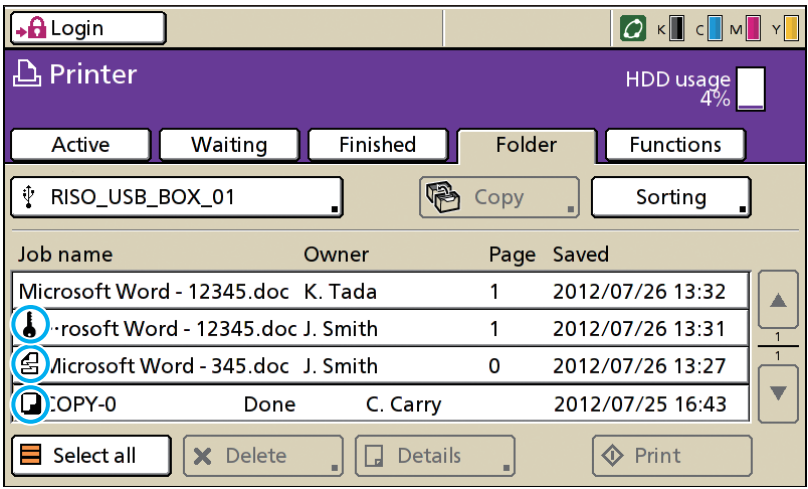 Login
K C M Y
Printer
HDD usage
4%
Active Waiting Finished Folder Functions
RISO_USB_BOX_01 Copy Sorting
Job name Owner Page Saved
Microsoft Word - 12345.doc K. Tada 1 2012/07/26 13:32
··rosoft Word - 12345.doc J. Smith 1 2012/07/26 13:31
Microsoft Word - 345.doc J. Smith 0 2012/07/26 13:27
COPY-0 Done C. Carry 2012/07/25 16:43
1
1
Select all Delete Details Print